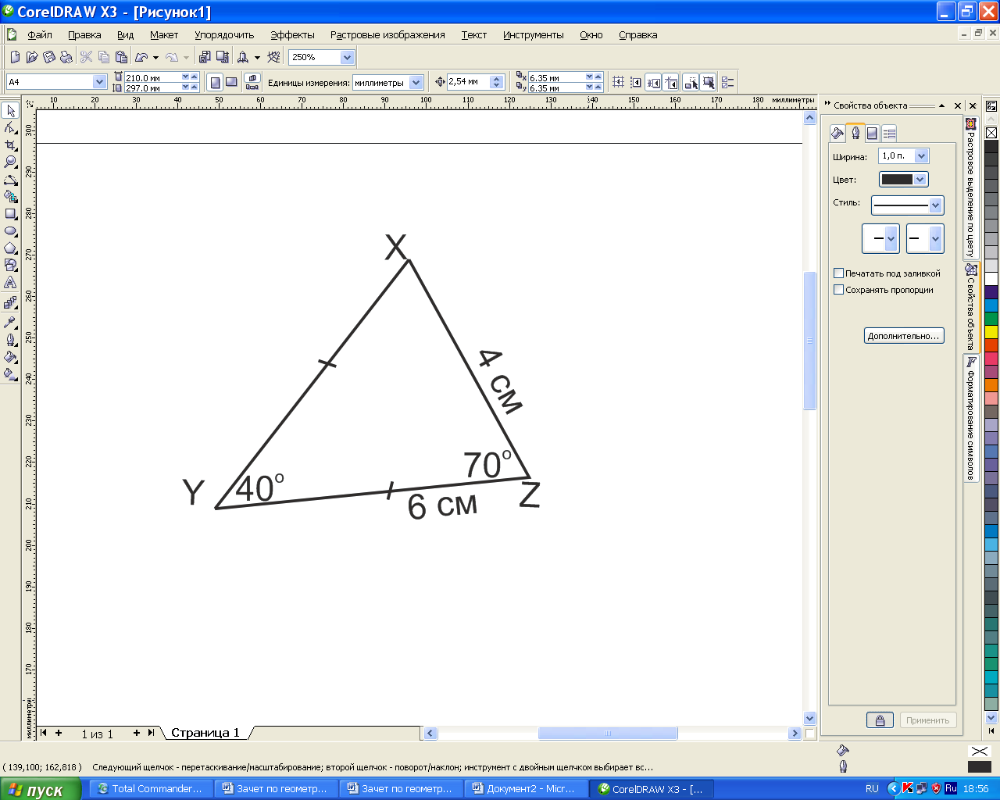 CorelDRAW X3 - [Рисунок1]
Файл Правка Вид Макет Упорядочить Эффекты Растровые изображения Текст Инструменты Окно Справка
250%
A4 210.0 мм 297.0 мм Единицы измерения: миллиметры 2,54 мм 6.35 мм 6.35 мм
10 20 30 40 50 60 70 80 90 100 110 120 130 140 150 160 170 180 миллиметры
300
290
280
270
260
250
240
230
220
210
200
190
180
170
миллиметры
X
4 см
70°
Y
40°
Z
6 см
Свойства объекта
Ширина: 1,0 п.
Цвет:
Стиль:
Печатать под заливкой
Сохранять пропорции
Дополнительно...
Применить
Растровое выделение по цвету
Свойства объекта
Форматирование символов
1 из 1
Страница 1
( 139,100; 162,818 ) Следующий щелчок - перетаскивание/масштабирование; второй щелчок - поворот/наклон; инструмент с двойным щелчком выбирает вс...
пуск
Total Commander...
Зачет по геометр...
Зачет по геометр...
Документ2 - Micr...
CorelDRAW X3 - [...
RU
Ru
18:56